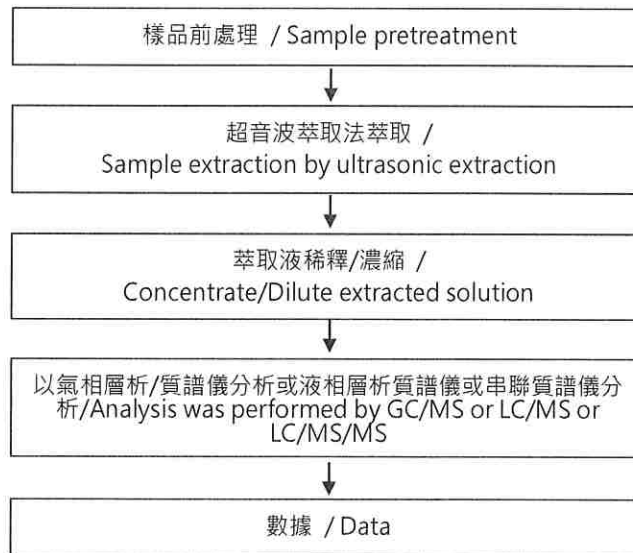 樣品前處理 / Sample pretreatment
超音波萃取法萃取 /
Sample extraction by ultrasonic extraction
萃取液稀釋/濃縮 /
Concentrate/Dilute extracted solution
以氣相層析/質譜儀分析或液相層析質譜儀或串聯質譜儀分
析/Analysis was performed by GC/MS or LC/MS or
LC/MS/MS
數據 / Data